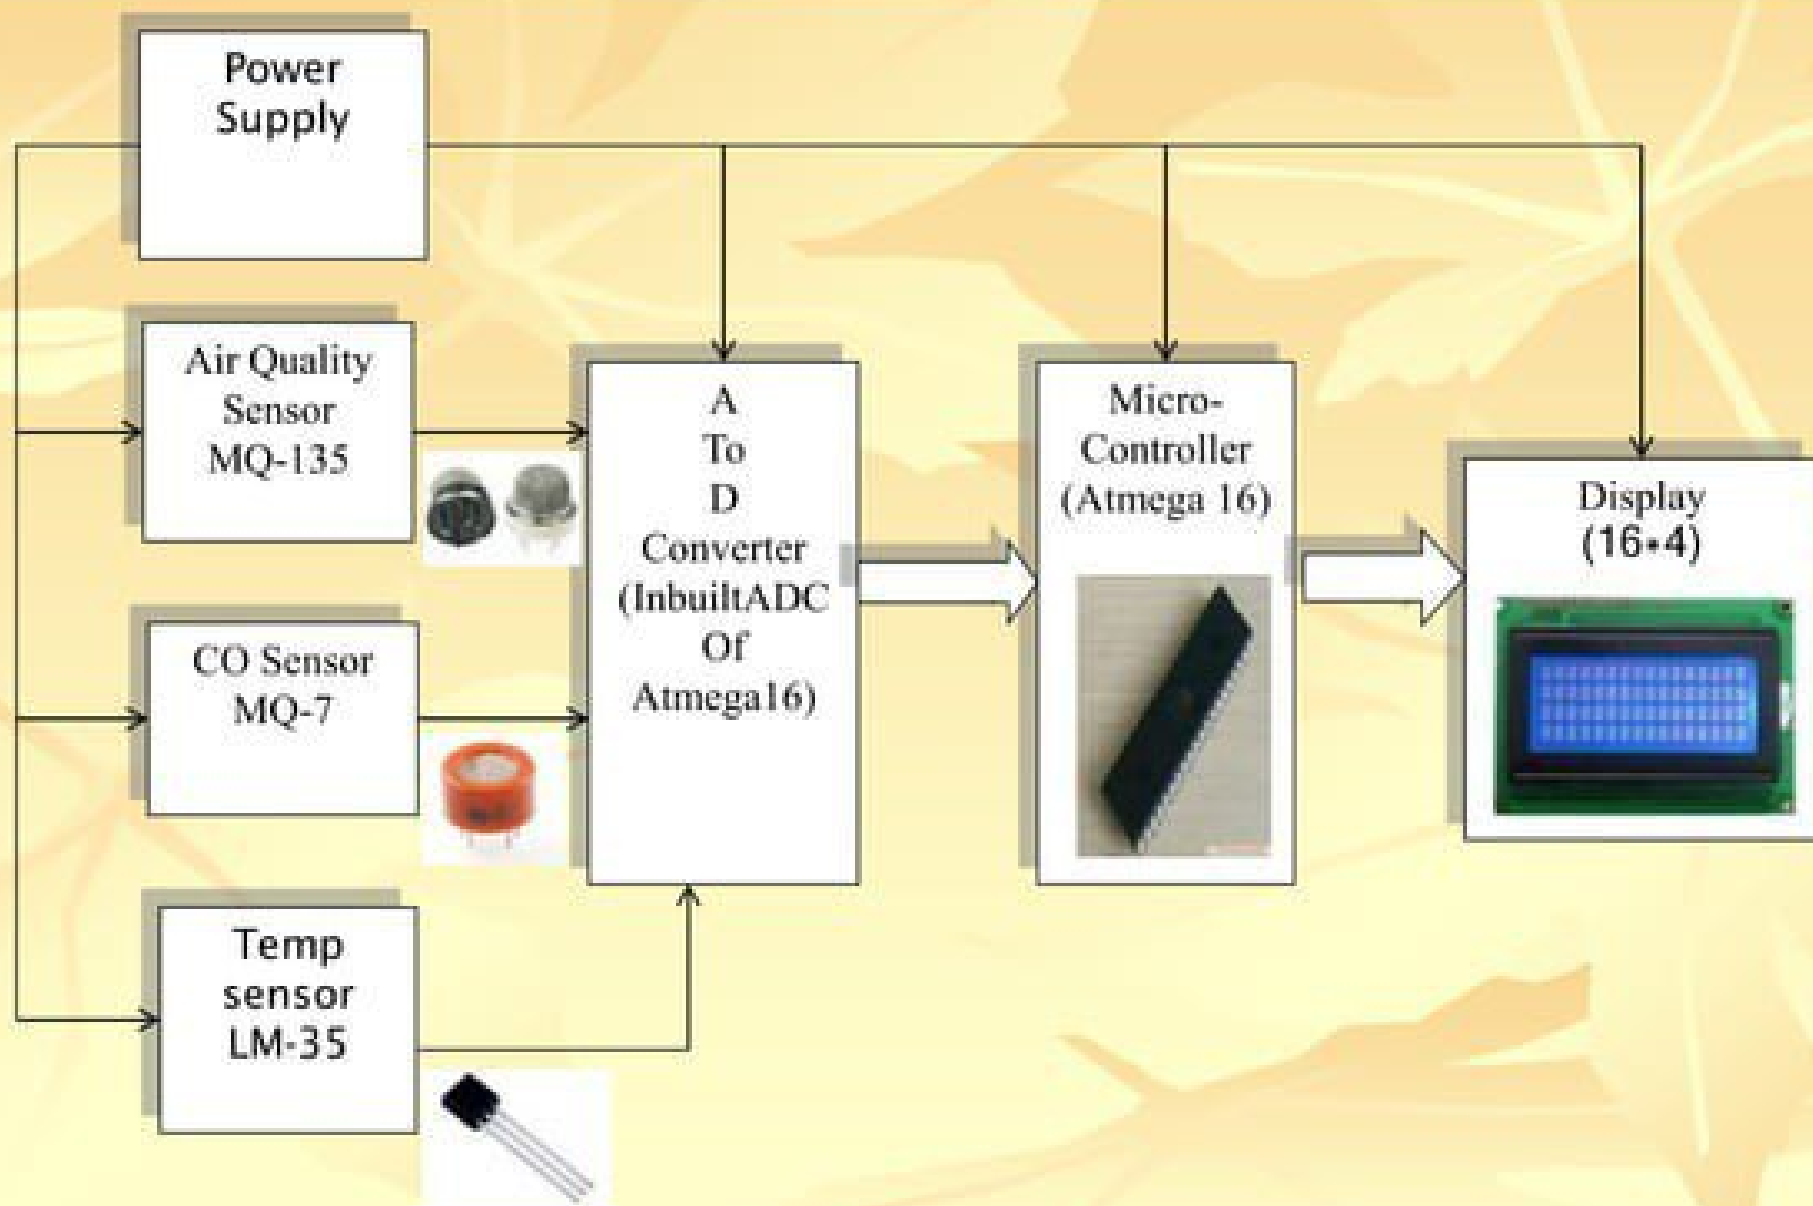 Power
Supply
Air Quality
Sensor
MQ-135
CO Sensor
MQ-7
Temp
sensor
LM-35
A
To
D
Converter
(InbuiltADC
Of
Atmega16)
Micro-
Controller
(Atmega 16)
Display
(16*4)